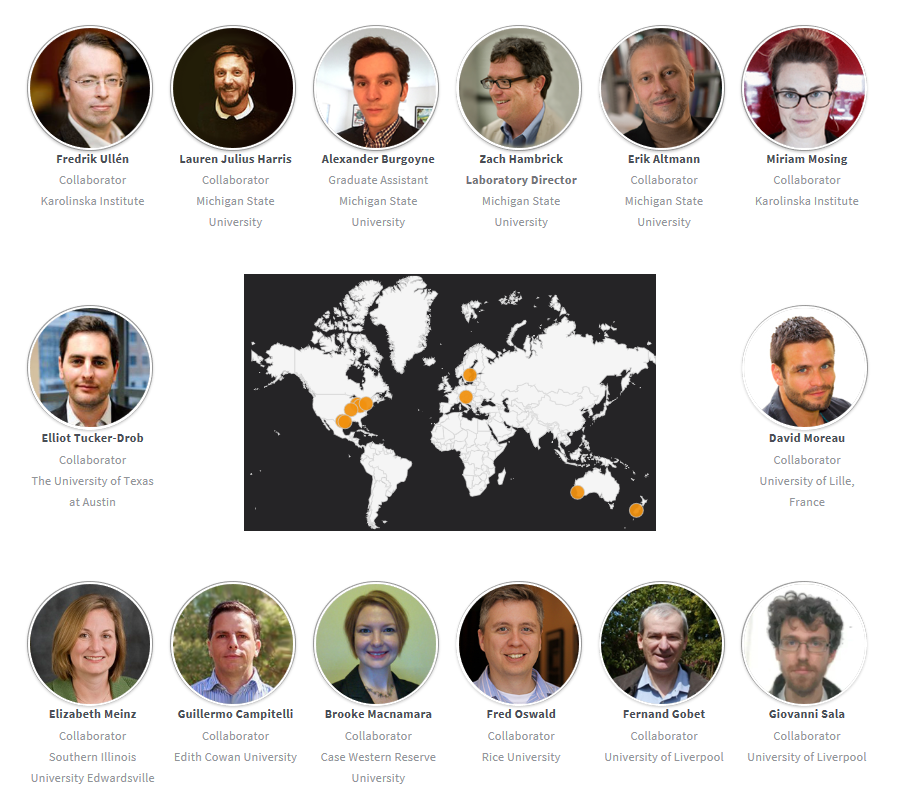 Fredrik Ullén
Collaborator
Karolinska Institute
Lauren Julius Harris
Collaborator
Michigan State
University
Alexander Burgoyne
Graduate Assistant
Michigan State
University
Zach Hambrick
Laboratory Director
Michigan State
University
Erik Altmann
Collaborator
Michigan State
University
Miriam Mosing
Collaborator
Karolinska Institute
Elliot Tucker-Drob
Collaborator
The University of Texas
at Austin
David Moreau
Collaborator
University of Lille,
France
Elizabeth Meinz
Collaborator
Southern Illinois
University Edwardsville
Guillermo Campitelli
Collaborator
Edith Cowan University
Brooke Macnamara
Collaborator
Case Western Reserve
University
Fred Oswald
Collaborator
Rice University
Fernand Gobet
Collaborator
University of Liverpool
Giovanni Sala
Collaborator
University of Liverpool